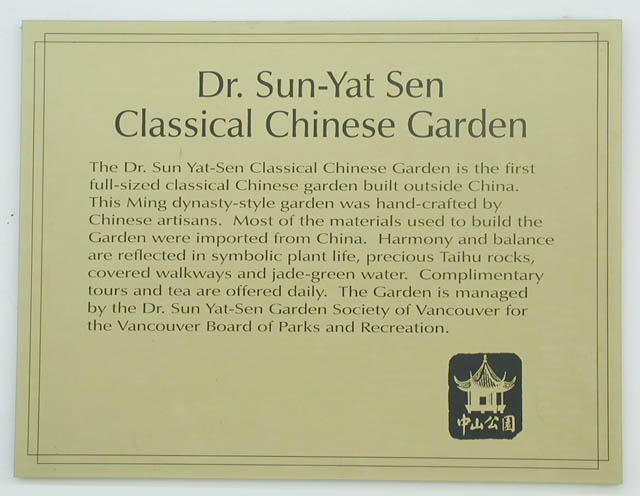 Dr. Sun-Yat Sen
Classical Chinese Garden
The Dr. Sun Yat-Sen Classical Chinese Garden is the first
full-sized classical Chinese garden built outside China.
This Ming dynasty-style garden was hand-crafted by
Chinese artisans. Most of the materials used to build the
Garden were imported from China. Harmony and balance
are reflected in symbolic plant life, precious Taihu rocks,
covered walkways and jade-green water. Complimentary
tours and tea are offered daily. The Garden is managed
by the Dr. Sun Yat-Sen Garden Society of Vancouver for
the Vancouver Board of Parks and Recreation.
中山公園